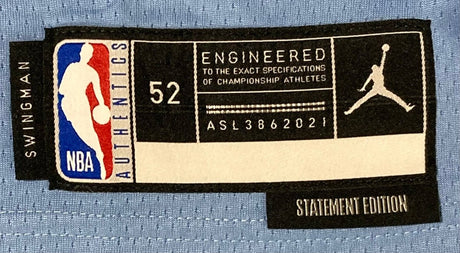 SWINGMAN
NBA
AUTHENTICS
52
ENGINEERED
TO THE EXACT SPECIFICATIONS
OF CHAMPIONSHIP ATHLETES
ASL3862021
STATEMENT EDITION